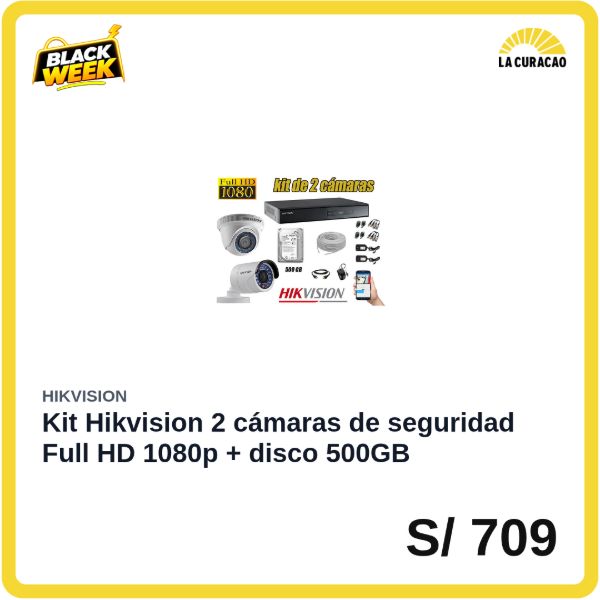 BLACK
WEEK
LA CURACAO
Full HD
1080
kit de 2 cámaras
500 GB
HIKVISION
HIKVISION
Kit Hikvision 2 cámaras de seguridad
Full HD 1080p + disco 500GB
S/ 709